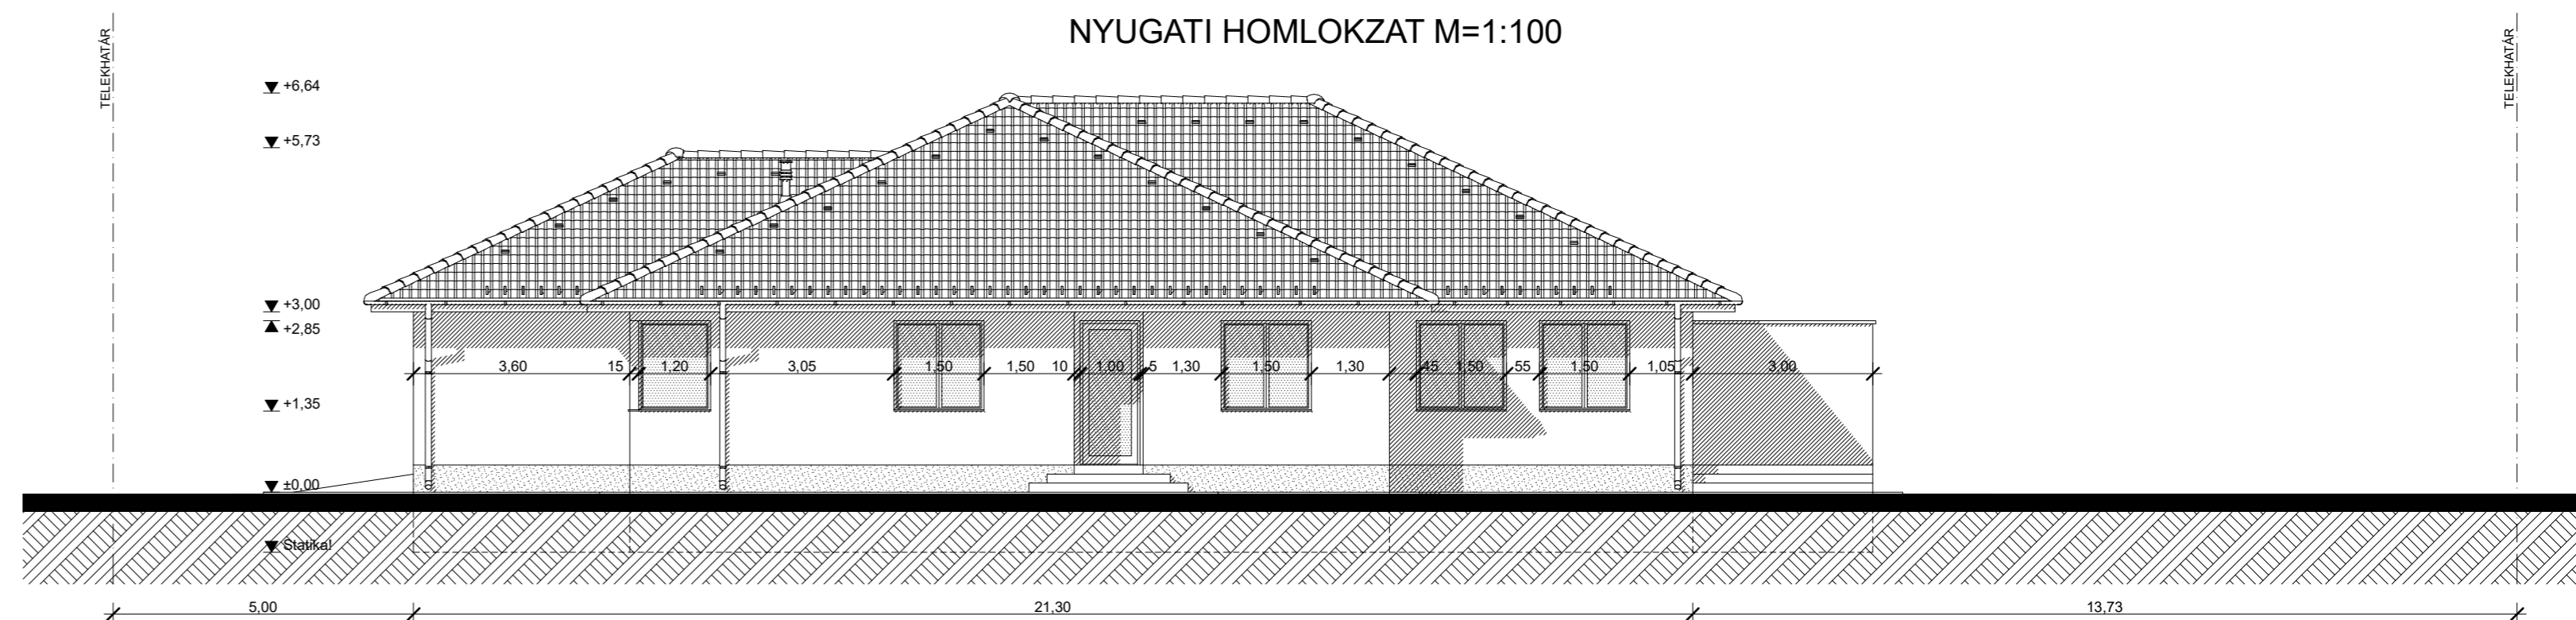 NYUGATI HOMLOKZAT M=1:100
TELEKHATÁR
TELEKHATÁR
+6,64
+5,73
+3,00
+2,85
3,60 15 1,20 3,05 1,50 1,50 10 1,00 5 1,30 1,50 1,30 45 1,50 55 1,50 1,05 3,00
+1,35
±0,00
Statika!
5,00 21,30 13,73